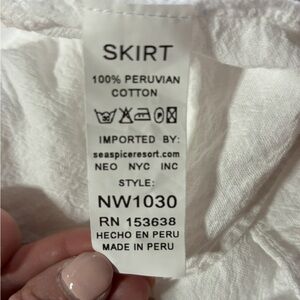 SKIRT
100% PERUVIAN
COTTON
IMPORTED BY:
seaspiceresort.com
NEO NYC INC
STYLE:
NW1030
RN 153638
HECHO EN PERU
MADE IN PERU